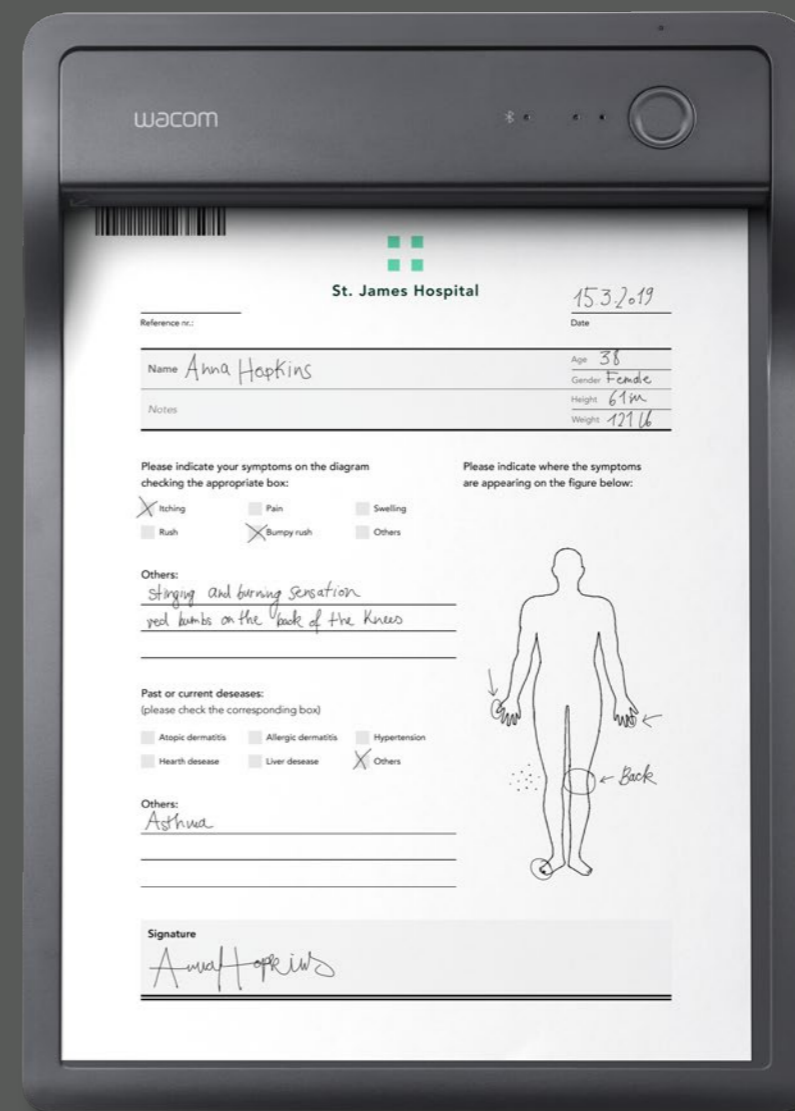 wacom
St. James Hospital
15.3.2019
Reference nr.:
Date
Name Anna Hopkins
Age 38
Gender Female
Height 61 in
Notes
Weight 121 lb
Please indicate your symptoms on the diagram
checking the appropriate box:
Please indicate where the symptoms
are appearing on the figure below:
Itching Pain Swelling
Rush Bumpy rush Others
Others:
stinging and burning sensation
red bumbs on the back of the Knees
Past or current deseases:
(please check the corresponding box)
Atopic dermatitis Allergic dermatitis Hypertension
Hearth desease Liver desease Others
Back
Others:
Asthma
Signature
Anna Hopkins